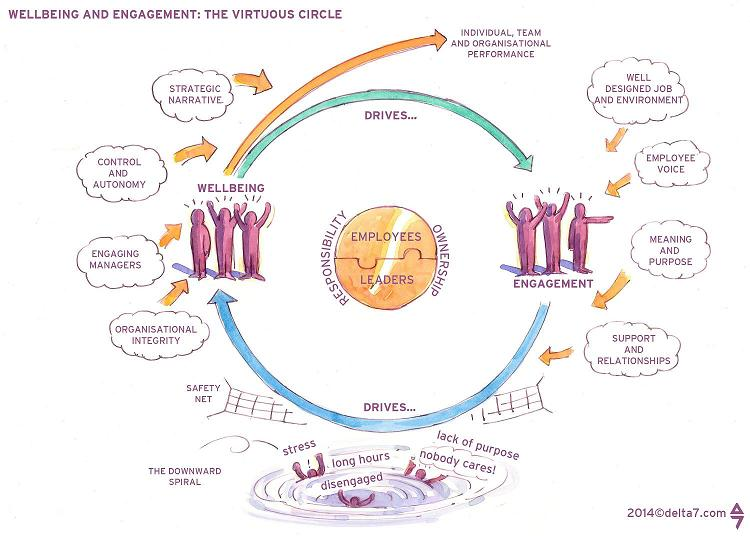 WELLBEING AND ENGAGEMENT: THE VIRTUOUS CIRCLE
INDIVIDUAL, TEAM
AND ORGANISATIONAL
PERFORMANCE
STRATEGIC
NARRATIVE.
DRIVES...
WELL
DESIGNED JOB
AND ENVIRONMENT
CONTROL
AND
AUTONOMY
WELLBEING
EMPLOYEE
VOICE
RESPONSIBILITY
EMPLOYEES
LEADERS
OWNERSHIP
ENGAGING
MANAGERS
MEANING
AND
PURPOSE
ENGAGEMENT
ORGANISATIONAL
INTEGRITY
SUPPORT
AND
RELATIONSHIPS
SAFETY
NET
DRIVES...
THE DOWNWARD
SPIRAL
stress
long hours
disengaged
lack of purpose
nobody cares!
2014©delta7.com
7